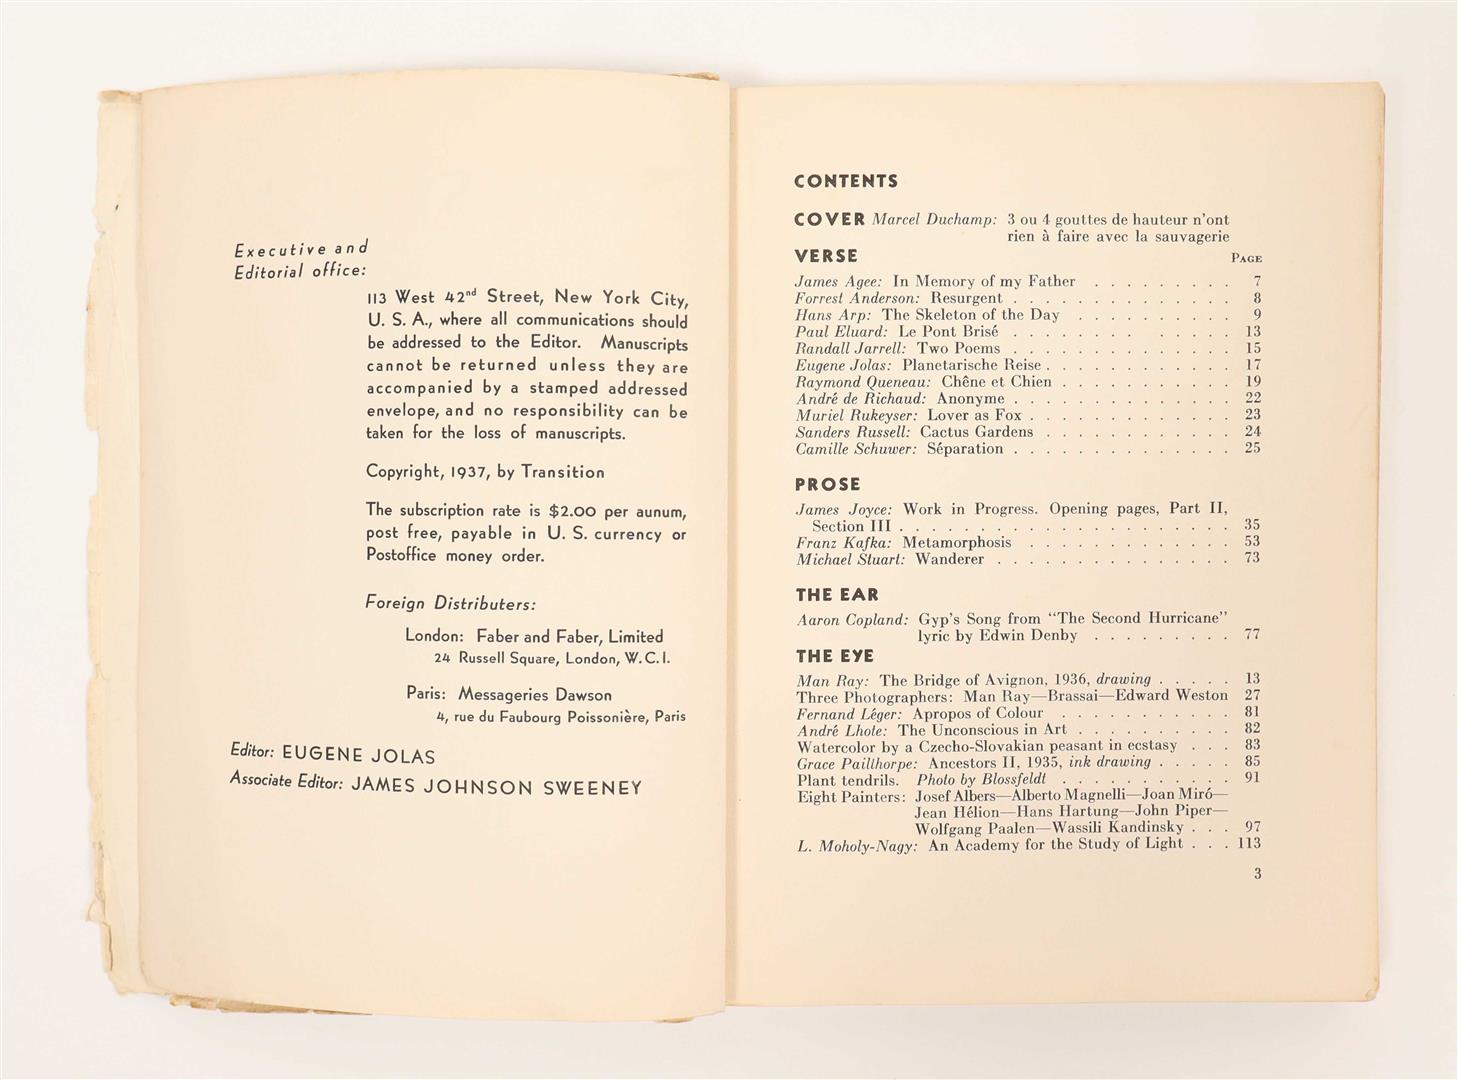 Executive and
Editorial office:
113 West 42nd Street, New York City,
U. S. A., where all communications should
be addressed to the Editor. Manuscripts
cannot be returned unless they are
accompanied by a stamped addressed
envelope, and no responsibility can be
taken for the loss of manuscripts.
Copyright, 1937, by Transition
The subscription rate is $2.00 per aunum,
post free, payable in U. S. currency or
Postoffice money order.
Foreign Distributers:
London: Faber and Faber, Limited
24 Russell Square, London, W.C.I.
Paris: Messageries Dawson
4, rue du Faubourg Poissonière, Paris
Editor: EUGENE JOLAS
Associate Editor: JAMES JOHNSON SWEENEY
CONTENTS
COVER Marcel Duchamp: 3 ou 4 gouttes de hauteur n'ont
rien à faire avec la sauvagerie
VERSE PAGE
James Agee: In Memory of my Father . . . . . . . . . 7
Forrest Anderson: Resurgent . . . . . . . . . . . . . . 8
Hans Arp: The Skeleton of the Day . . . . . . . . . . 9
Paul Eluard: Le Pont Brisé . . . . . . . . . . . . . . 13
Randall Jarrell: Two Poems . . . . . . . . . . . . . . 15
Eugene Jolas: Planetarische Reise . . . . . . . . . . . . 17
Raymond Queneau: Chêne et Chien . . . . . . . . . . . 19
André de Richaud: Anonyme . . . . . . . . . . . . . . 22
Muriel Rukeyser: Lover as Fox . . . . . . . . . . . . . 23
Sanders Russell: Cactus Gardens . . . . . . . . . . . . 24
Camille Schuwer: Séparation . . . . . . . . . . . . . . 25
PROSE
James Joyce: Work in Progress. Opening pages, Part II,
Section III . . . . . . . . . . . . . . . . . . . . . 35
Franz Kafka: Metamorphosis . . . . . . . . . . . . . 53
Michael Stuart: Wanderer . . . . . . . . . . . . . . . 73
THE EAR
Aaron Copland: Gyp's Song from "The Second Hurricane"
lyric by Edwin Denby . . . . . . . . . 77
THE EYE
Man Ray: The Bridge of Avignon, 1936, drawing . . . . . 13
Three Photographers: Man Ray—Brassai—Edward Weston 27
Fernand Léger: Apropos of Colour . . . . . . . . . . . 81
André Lhote: The Unconscious in Art . . . . . . . . . . 82
Watercolor by a Czecho-Slovakian peasant in ecstasy . . . 83
Grace Pailthorpe: Ancestors II, 1935, ink drawing . . . . . 85
Plant tendrils. Photo by Blossfeldt . . . . . . . . . . . 91
Eight Painters: Josef Albers—Alberto Magnelli—Joan Miró—
Jean Hélion—Hans Hartung—John Piper—
Wolfgang Paalen—Wassili Kandinsky . . . 97
L. Moholy-Nagy: An Academy for the Study of Light . . . 113
3